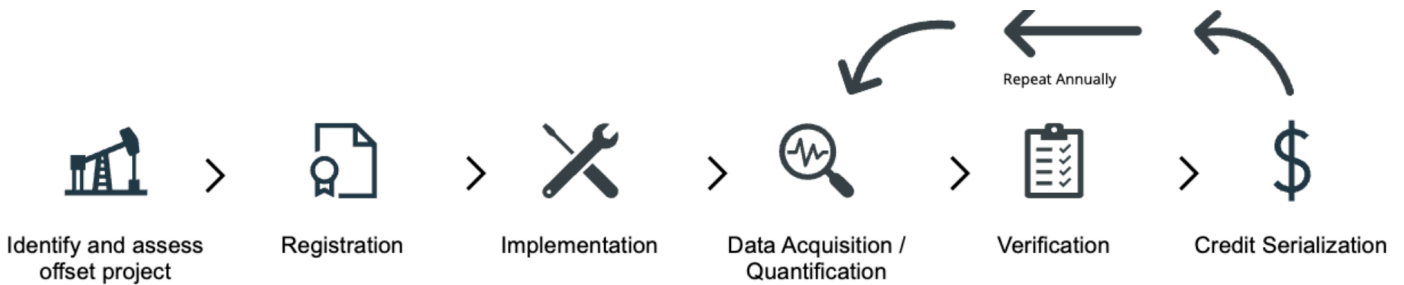 Repeat Annually
Identify and assess
offset project
Registration
Implementation
Data Acquisition /
Quantification
Verification
Credit Serialization